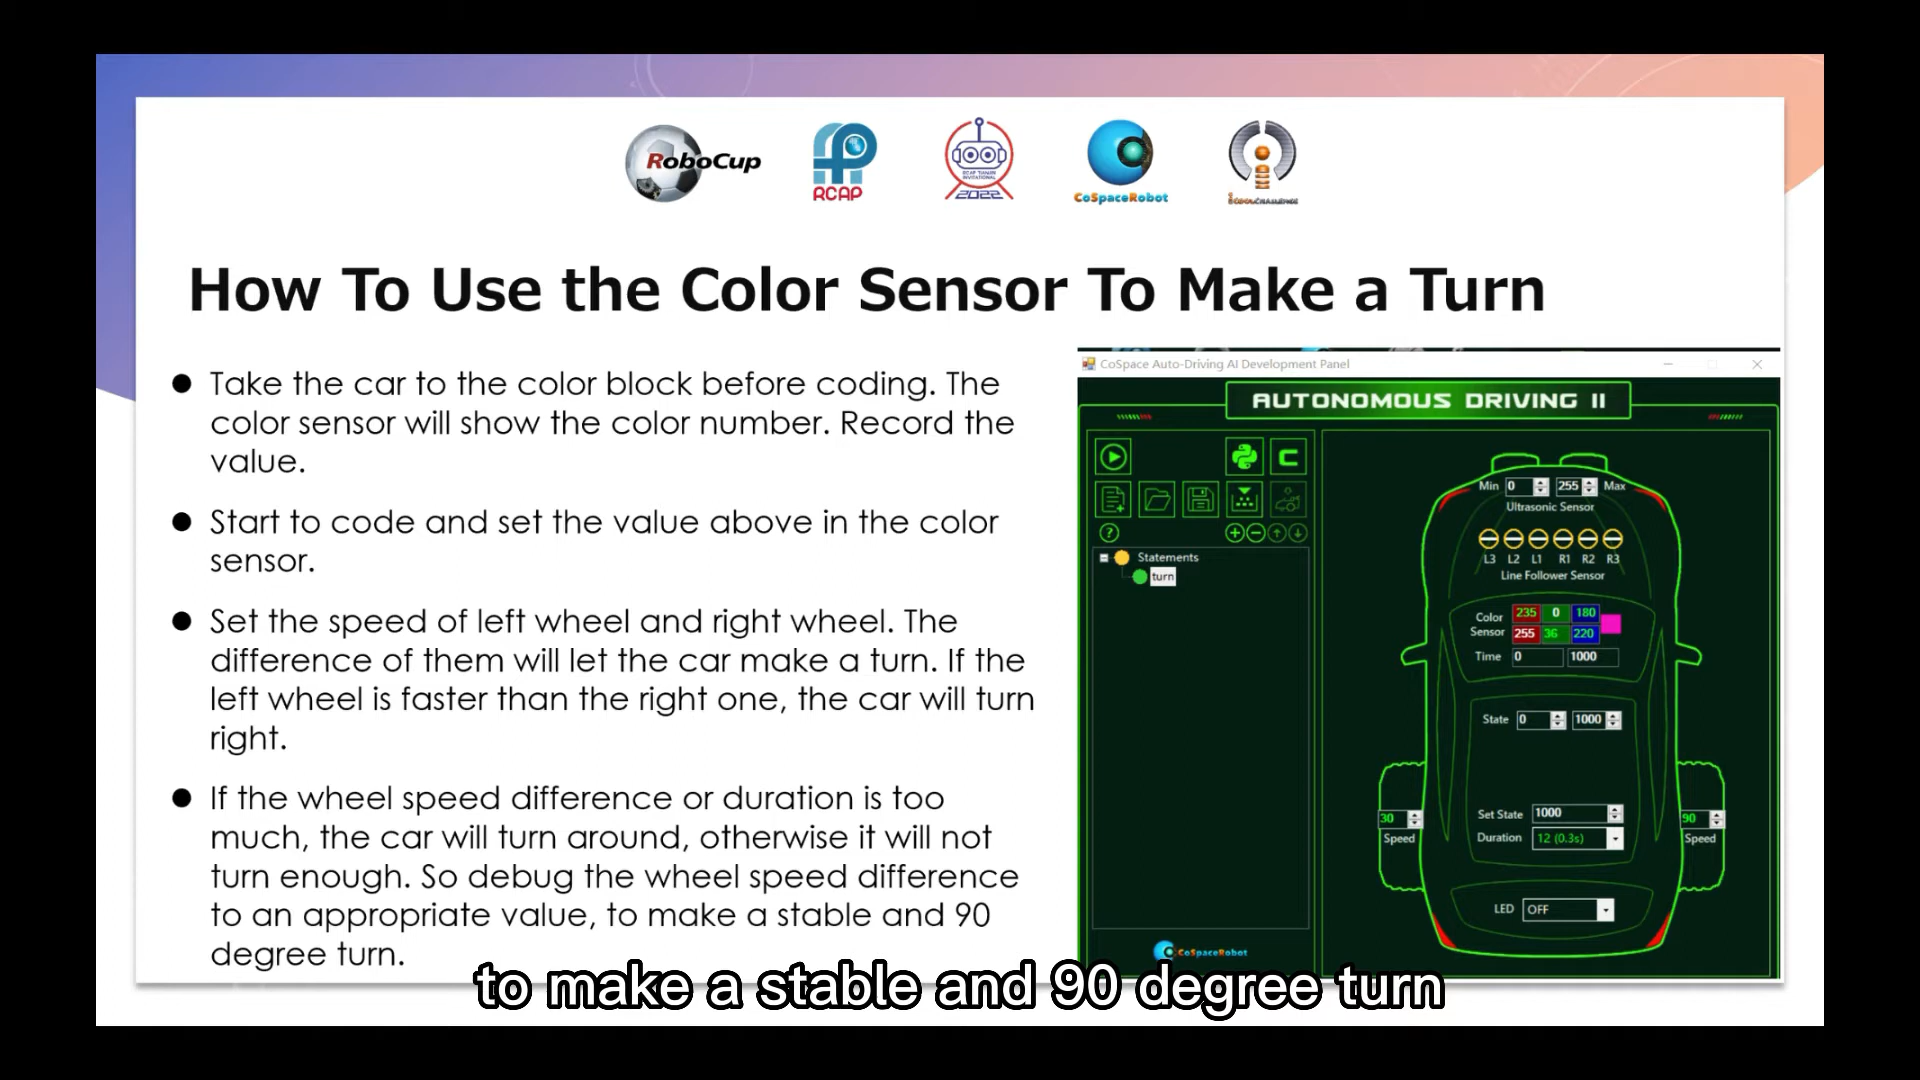 RoboCup
RCAP
RCAP TIANJIN
INVITATIONAL
2022
CoSpaceRobot
How To Use the Color Sensor To Make a Turn
Take the car to the color block before coding. The
color sensor will show the color number. Record the
value.
Start to code and set the value above in the color
sensor.
Set the speed of left wheel and right wheel. The
difference of them will let the car make a turn. If the
left wheel is faster than the right one, the car will turn
right.
If the wheel speed difference or duration is too
much, the car will turn around, otherwise it will not
turn enough. So debug the wheel speed difference
to an appropriate value, to make a stable and 90
degree turn.
CoSpace Auto-Driving AI Development Panel
AUTONOMOUS DRIVING II
C
?
Statements
turn
CoSpaceRobot
Min 0 255 Max
Ultrasonic Sensor
L3 L2 L1 R1 R2 R3
Line Follower Sensor
Color 235 0 180
Sensor 255 36 220
Time 0 1000
State 0 1000
Set State 1000
30 90
Speed Duration 12 (0.3s) Speed
LED OFF
to make a stable and 90 degree turn